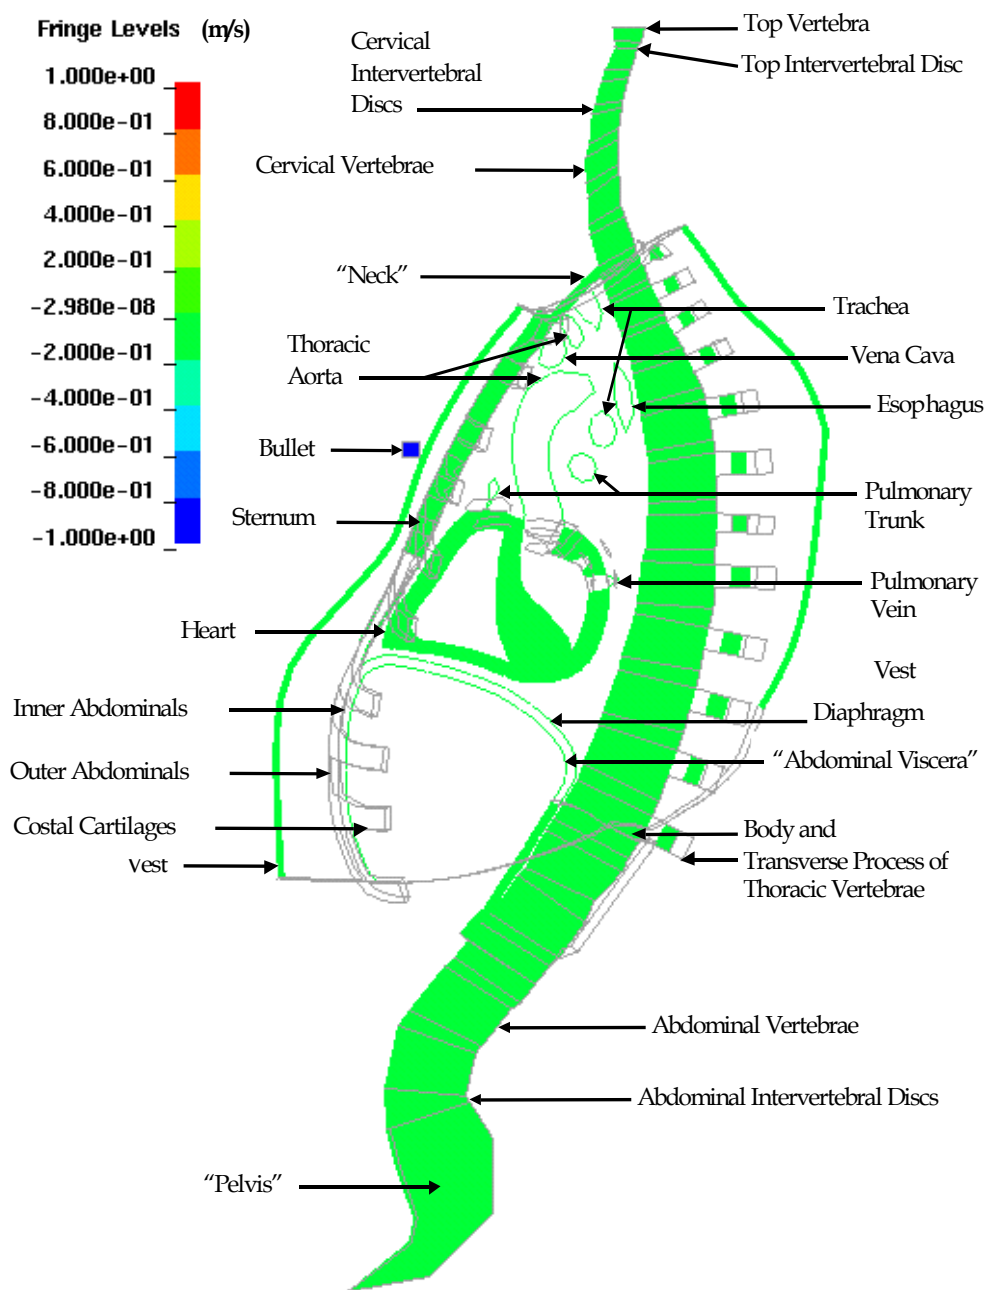 Fringe Levels (m/s)
1.000e+00
8.000e-01
6.000e-01
4.000e-01
2.000e-01
-2.980e-08
-2.000e-01
-4.000e-01
-6.000e-01
-8.000e-01
-1.000e+00
Top Vertebra
Top Intervertebral Disc
Cervical
Intervertebral
Discs
Cervical Vertebrae
“Neck”
Trachea
Thoracic
Aorta
Vena Cava
Esophagus
Bullet
Pulmonary
Trunk
Sternum
Pulmonary
Vein
Heart
Vest
Inner Abdominals
Diaphragm
Outer Abdominals
“Abdominal Viscera”
Costal Cartilages
Body and
Transverse Process of
Thoracic Vertebrae
vest
Abdominal Vertebrae
Abdominal Intervertebral Discs
“Pelvis”